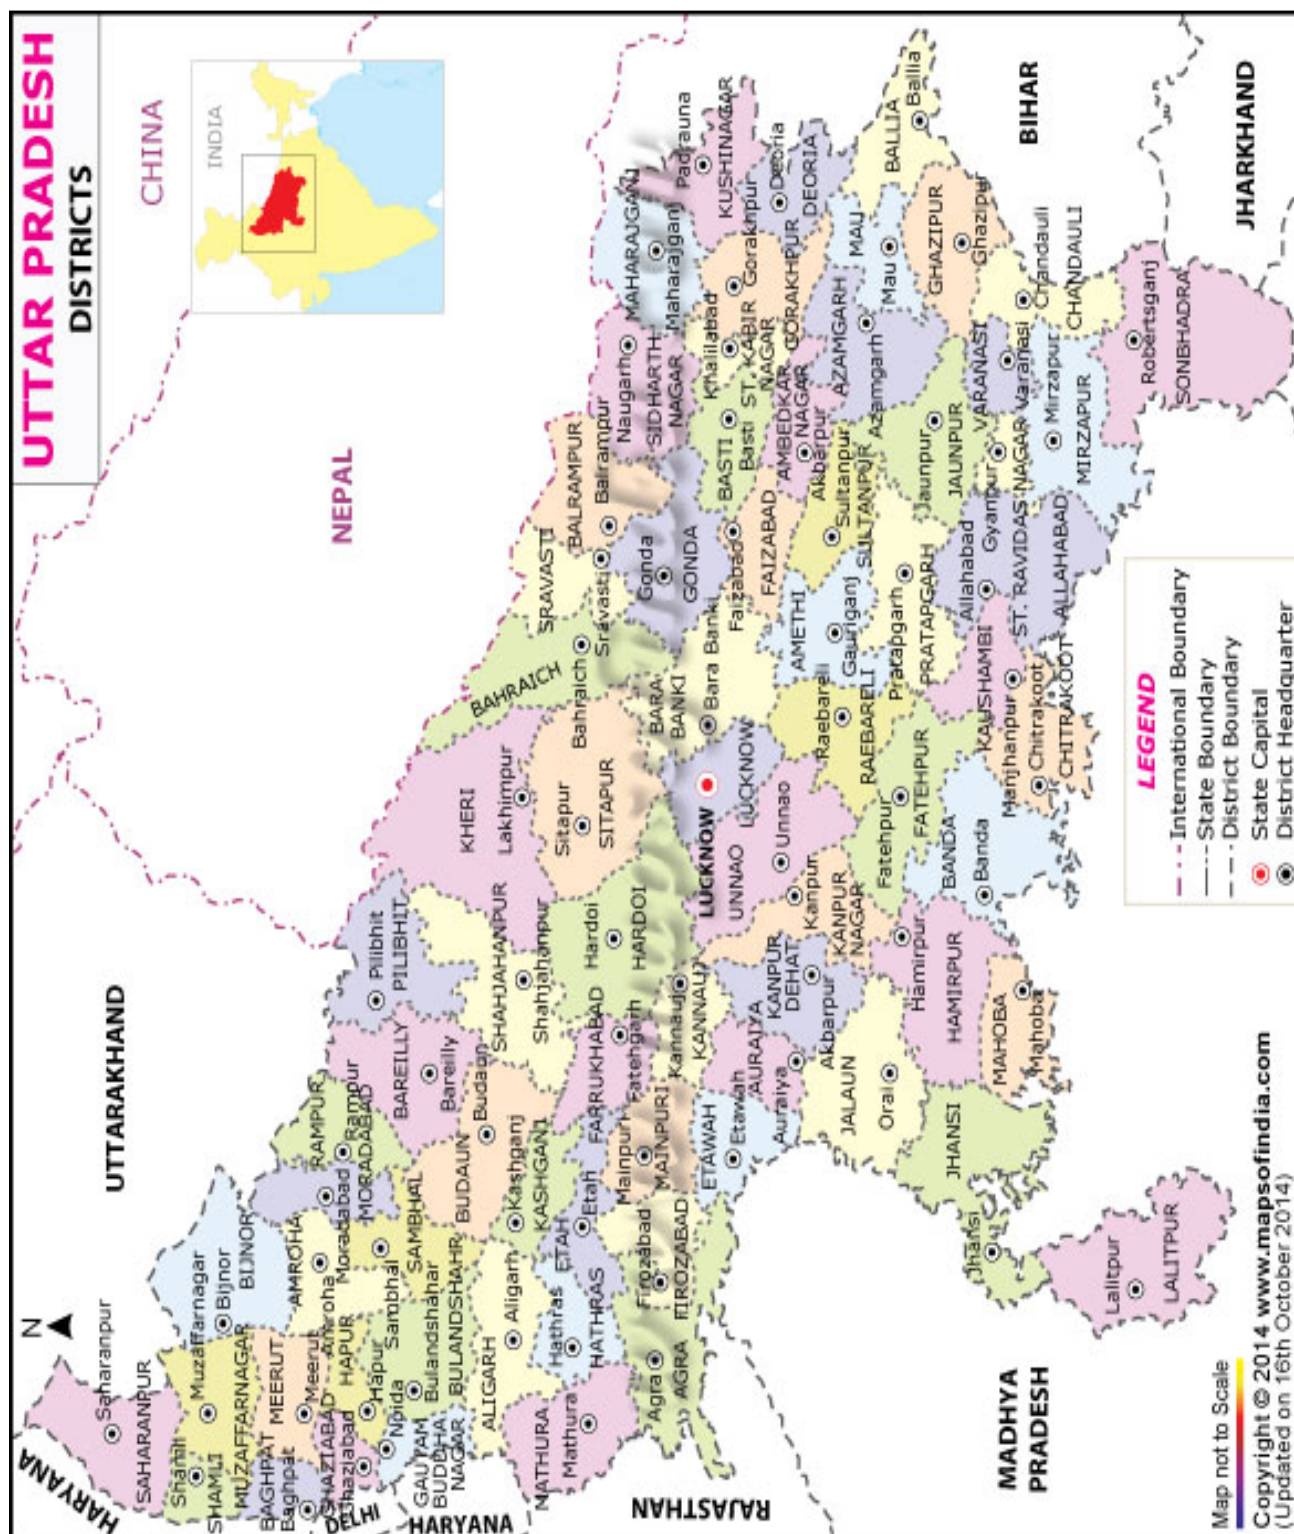 UTTAR PRADESH
DISTRICTS
INDIA
CHINA
NEPAL
UTTARAKHAND
HARYANA
DELHI
HARYANA
RAJASTHAN
MADHYA
PRADESH
BIHAR
JHARKHAND
N
Saharanpur
SAHARANPUR
Shamli
SHAMLI
Muzaffarnagar
MUZAFFARNAGAR
Bijnor
BIJNOR
MEERUT
Meerut
BAGHPAT
Baghpat
GHAZIABAD
Ghaziabad
HAPUR
Hapur
Noida
GAUTAM
BUDDHA
NAGAR
Bulandshahar
BULANDSHAHR
AMROHA
Amroha
Moradabad
MORADABAD
RAMPUR
Rampur
Sambhal
SAMBHAL
BAREILLY
Bareilly
Pilibhit
PILIBHIT
Budaun
BUDAUN
SHAHJAHANPUR
Shahjahanpur
KHERI
Lakhimpur
ALIGARH
Aligarh
Kashganj
KASHGANJ
Hathras
HATHRAS
ETAH
Etah
MATHURA
Mathura
Agra
AGRA
Firozabad
FIROZABAD
Mainpuri
MAINPURI
FARRUKHABAD
Fatehgarh
Hardoi
HARDOI
Sitapur
SITAPUR
BAHRAICH
Bahraich
SRAVASTI
Sravasti
BALRAMPUR
Balrampur
Gonda
GONDA
Naugarh
SIDHARTH
NAGAR
MAHARAJGANJ
Maharajganj
Padrauna
KUSHINAGAR
Gorakhpur
GORAKHPUR
Deoria
DEORIA
Khalilabad
ST. KABIR
NAGAR
BASTI
Basti
AMBEDKAR
NAGAR
Akbarpur
Faizabad
FAIZABAD
BARA
BANKI
Bara Banki
LUCKNOW
LUCKNOW
UNNAO
Unnao
Kannauj
KANNAUJ
ETAWAH
Etawah
AURAIYA
Auraiya
KANPUR
DEHAT
Akbarpur
Kanpur
KANPUR
NAGAR
Raebareli
RAEBARELI
AMETHI
Gauriganj
Sultanpur
SULTANPUR
AZAMGARH
Azamgarh
MAU
Mau
BALLIA
Ballia
GHAZIPUR
Ghazipur
Jaunpur
JAUNPUR
Pratapgarh
PRATAPGARH
Fatehpur
FATEHPUR
JALAUN
Orai
Hamirpur
HAMIRPUR
MAHOBA
Mahoba
BANDA
Banda
Chitrakoot
CHITRAKOOT
KAUSHAMBI
Manjhanpur
Allahabad
ALLAHABAD
Gyanpur
ST. RAVIDAS NAGAR
VARANASI
Varanasi
Chandauli
CHANDAULI
Mirzapur
MIRZAPUR
Robertsganj
SONBHADRA
JHANSI
Jhansi
Lalitpur
LALITPUR
LEGEND
International Boundary
State Boundary
District Boundary
State Capital
District Headquarter
Map not to Scale
Copyright © 2014 www.mapsofindia.com
(Updated on 16th October 2014)